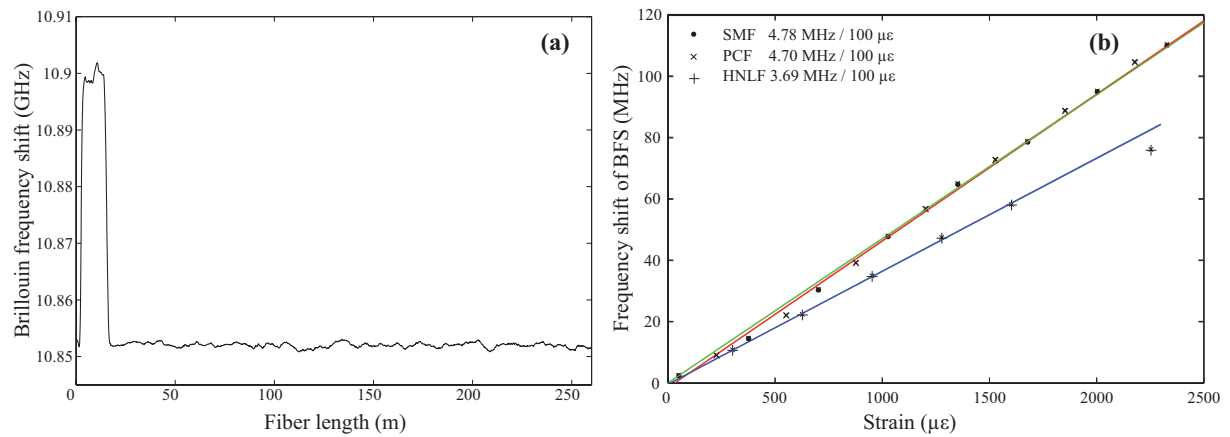 10.91
10.9
10.89
10.88
10.87
10.86
10.85
0
50
100
150
200
250
Brillouin frequency shift (GHz)
Fiber length (m)
(a)
120
100
80
60
40
20
0
0
500
1000
1500
2000
2500
Frequency shift of BFS (MHz)
Strain (με)
(b)
SMF 4.78 MHz / 100 με
PCF 4.70 MHz / 100 με
HNLF 3.69 MHz / 100 με